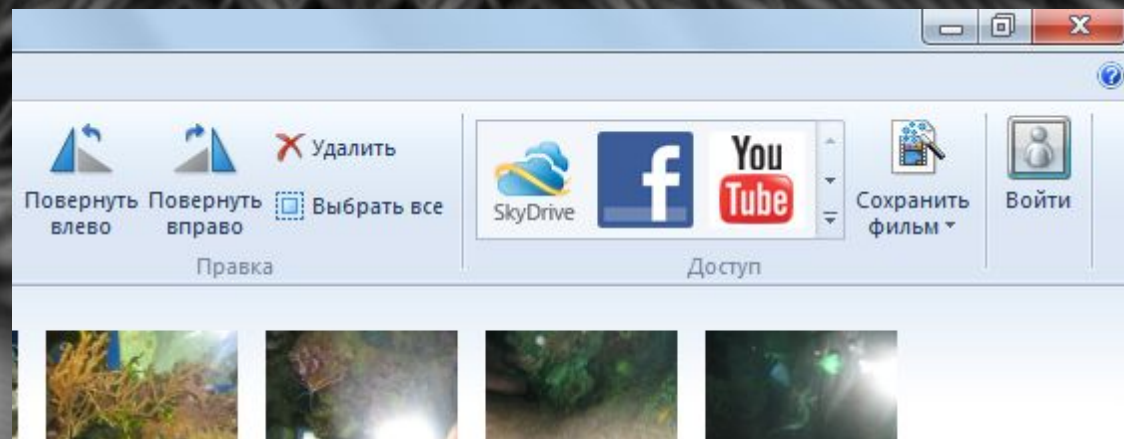 Повернуть
влево
Повернуть
вправо
Удалить
Выбрать все
Правка
SkyDrive
f
You
Tube
Доступ
Сохранить
фильм
Войти